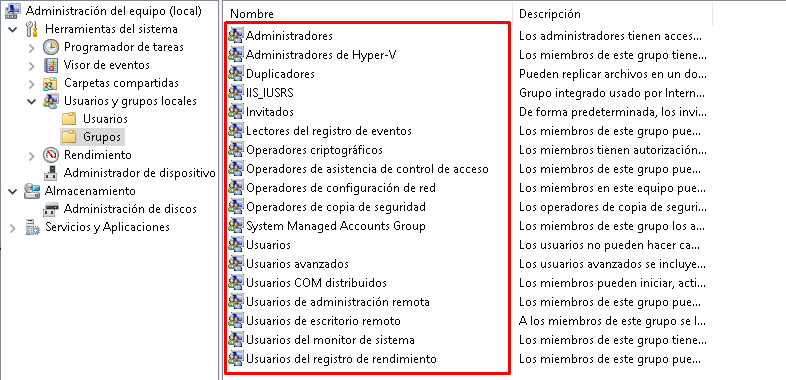 Administración del equipo (local)
Herramientas del sistema
Programador de tareas
Visor de eventos
Carpetas compartidas
Usuarios y grupos locales
Usuarios
Grupos
Rendimiento
Administrador de dispositivo
Almacenamiento
Administración de discos
Servicios y Aplicaciones
Nombre Descripción
Administradores Los administradores tienen acces...
Administradores de Hyper-V Los miembros de este grupo tiene...
Duplicadores Pueden replicar archivos en un do...
IIS_IUSRS Grupo integrado usado por Intern...
Invitados De forma predeterminada, los invi...
Lectores del registro de eventos Los miembros de este grupo pue...
Operadores criptográficos Los miembros tienen autorización...
Operadores de asistencia de control de acceso Los miembros de este grupo pue...
Operadores de configuración de red Los miembros en este equipo pue...
Operadores de copia de seguridad Los operadores de copia de seguri...
System Managed Accounts Group Los miembros de este grupo los a...
Usuarios Los usuarios no pueden hacer ca...
Usuarios avanzados Los usuarios avanzados se incluye...
Usuarios COM distribuidos Los miembros pueden iniciar, acti...
Usuarios de administración remota Los miembros de este grupo pue...
Usuarios de escritorio remoto A los miembros de este grupo se l...
Usuarios del monitor de sistema Los miembros de este grupo tiene...
Usuarios del registro de rendimiento Los miembros de este grupo pue...